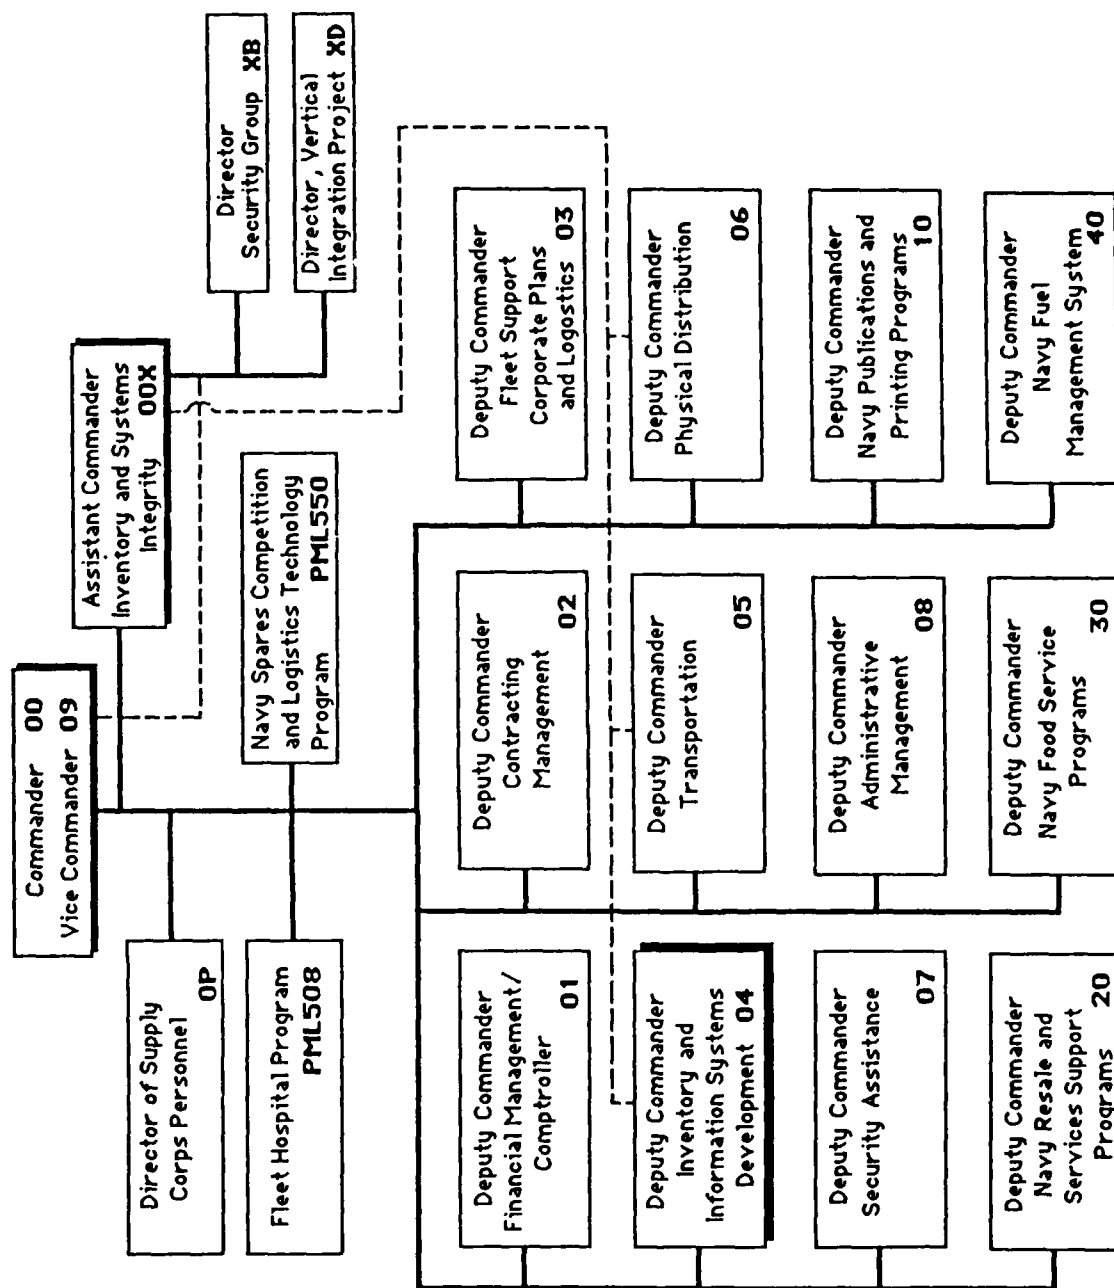 Commander 00
Vice Commander 09
Assistant Commander
Inventory and Systems
Integrity 00X
Director
Security Group XB
Director, Vertical
Integration Project XD
Director of Supply
Corps Personnel
OP
Fleet Hospital Program
PML508
Navy Spares Competition
and Logistics Technology
Program PML550
Deputy Commander
Financial Management/
Comptroller
01
Deputy Commander
Contracting
Management
02
Deputy Commander
Fleet Support
Corporate Plans
and Logostics 03
Deputy Commander
Inventory and
Information Systems
Development 04
Deputy Commander
Transportation
05
Deputy Commander
Physical Distribution
06
Deputy Commander
Security Assistance
07
Deputy Commander
Administrative
Management
08
Deputy Commander
Navy Publications and
Printing Programs
10
Deputy Commander
Navy Resale and
Services Support
Programs 20
Deputy Commander
Navy Food Service
Programs
30
Deputy Commander
Navy Fuel
Management System
40